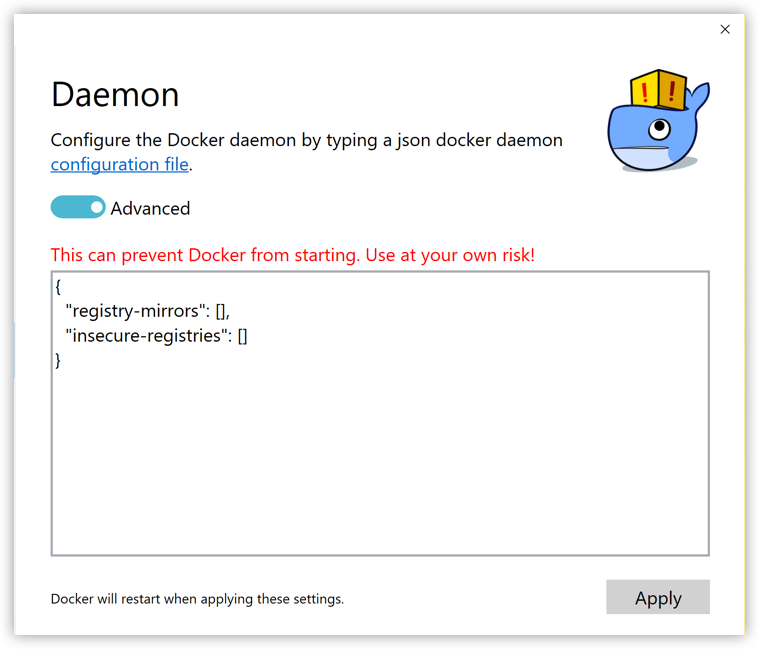 Daemon
Configure the Docker daemon by typing a json docker daemon
configuration file.
Advanced
This can prevent Docker from starting. Use at your own risk!
{
  "registry-mirrors": [],
  "insecure-registries": []
}
Docker will restart when applying these settings.
Apply